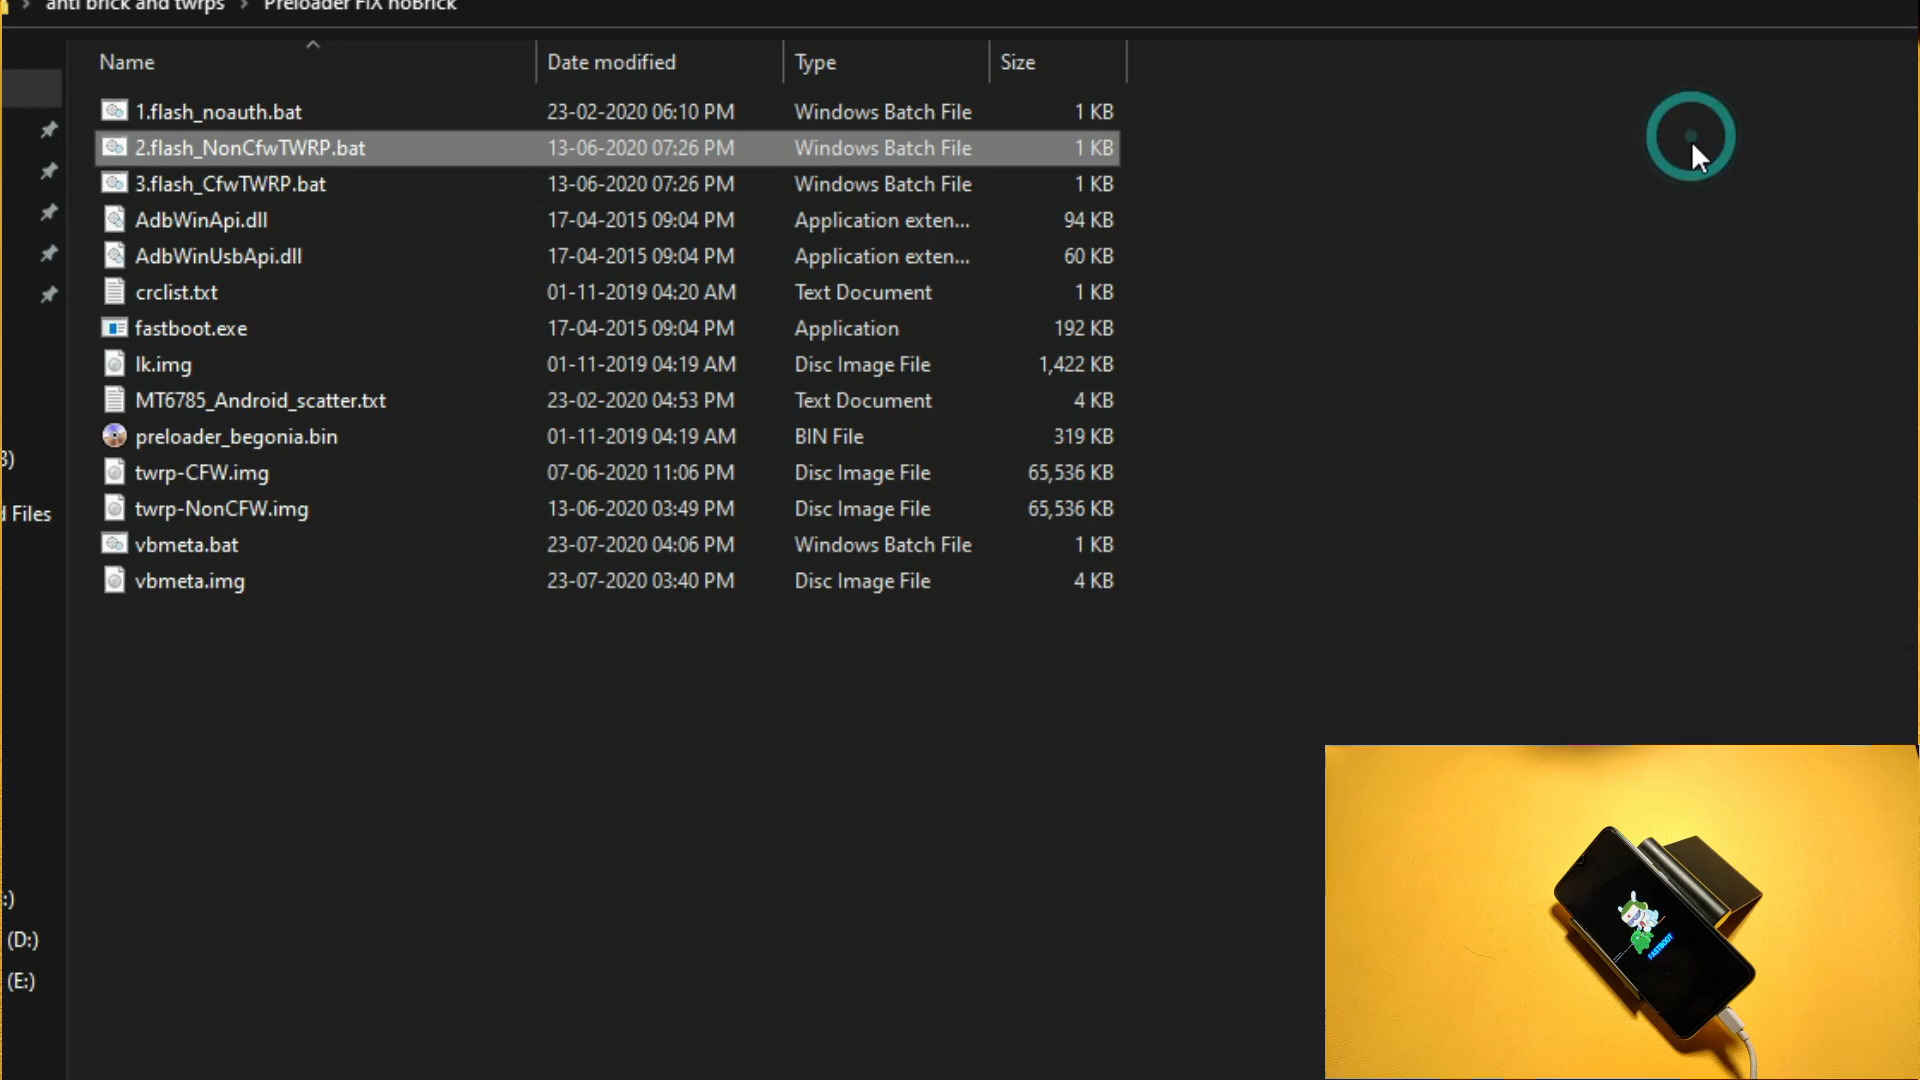 anti brick and twrps > Preloader FIX noBrick
Name Date modified Type Size
1.flash_noauth.bat 23-02-2020 06:10 PM Windows Batch File 1 KB
2.flash_NonCfwTWRP.bat 13-06-2020 07:26 PM Windows Batch File 1 KB
3.flash_CfwTWRP.bat 13-06-2020 07:26 PM Windows Batch File 1 KB
AdbWinApi.dll 17-04-2015 09:04 PM Application exten... 94 KB
AdbWinUsbApi.dll 17-04-2015 09:04 PM Application exten... 60 KB
crclist.txt 01-11-2019 04:20 AM Text Document 1 KB
fastboot.exe 17-04-2015 09:04 PM Application 192 KB
lk.img 01-11-2019 04:19 AM Disc Image File 1,422 KB
MT6785_Android_scatter.txt 23-02-2020 04:53 PM Text Document 4 KB
preloader_begonia.bin 01-11-2019 04:19 AM BIN File 319 KB
twrp-CFW.img 07-06-2020 11:06 PM Disc Image File 65,536 KB
twrp-NonCFW.img 13-06-2020 03:49 PM Disc Image File 65,536 KB
vbmeta.bat 23-07-2020 04:06 PM Windows Batch File 1 KB
vbmeta.img 23-07-2020 03:40 PM Disc Image File 4 KB
Files
:)
(D:)
(E:)
FASTBOOT